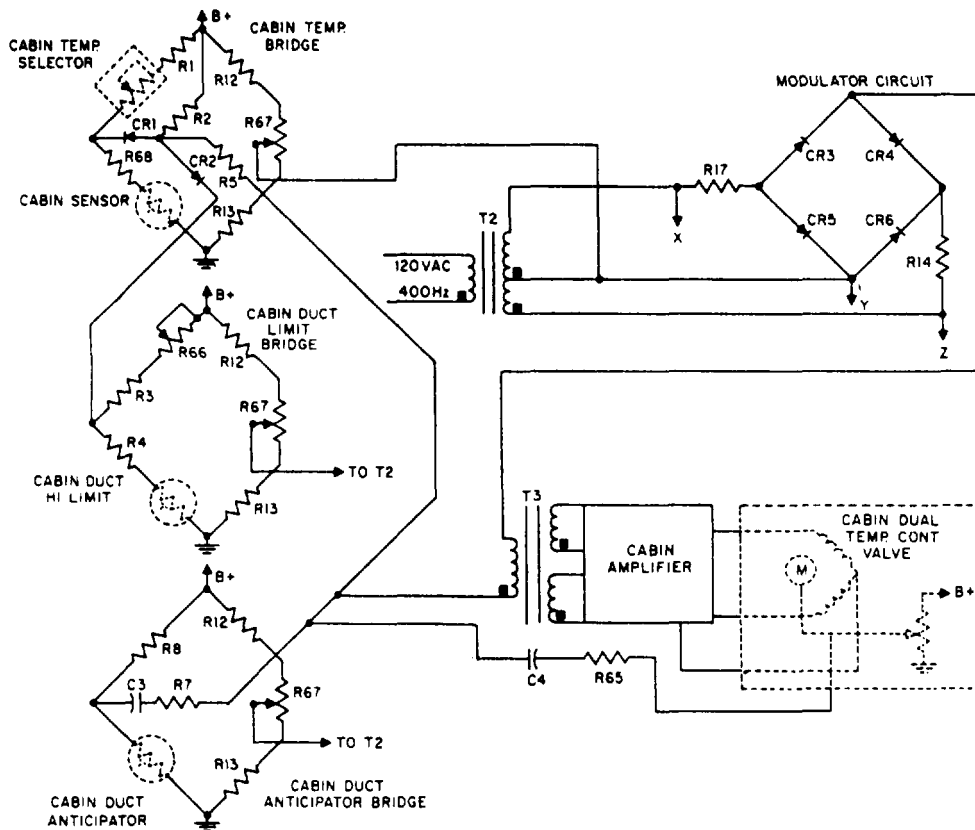 B+
CABIN TEMP.
BRIDGE
CABIN TEMP
SELECTOR
R1
R12
R2
R67
CR1
R68
CR2
R5
CABIN SENSOR
R13
MODULATOR CIRCUIT
CR3
CR4
R17
CR5
CR6
R14
X
Y
Z
T2
120VAC
400Hz
B+
CABIN DUCT
LIMIT
BRIDGE
R66
R12
R3
R67
R4
TO T2
CABIN DUCT
HI LIMIT
R13
T3
CABIN
AMPLIFIER
CABIN DUAL
TEMP. CONT
VALVE
M
B+
C4
R65
B+
R12
R8
C3
R7
R67
TO T2
R13
CABIN DUCT
ANTICIPATOR
CABIN DUCT
ANTICIPATOR BRIDGE